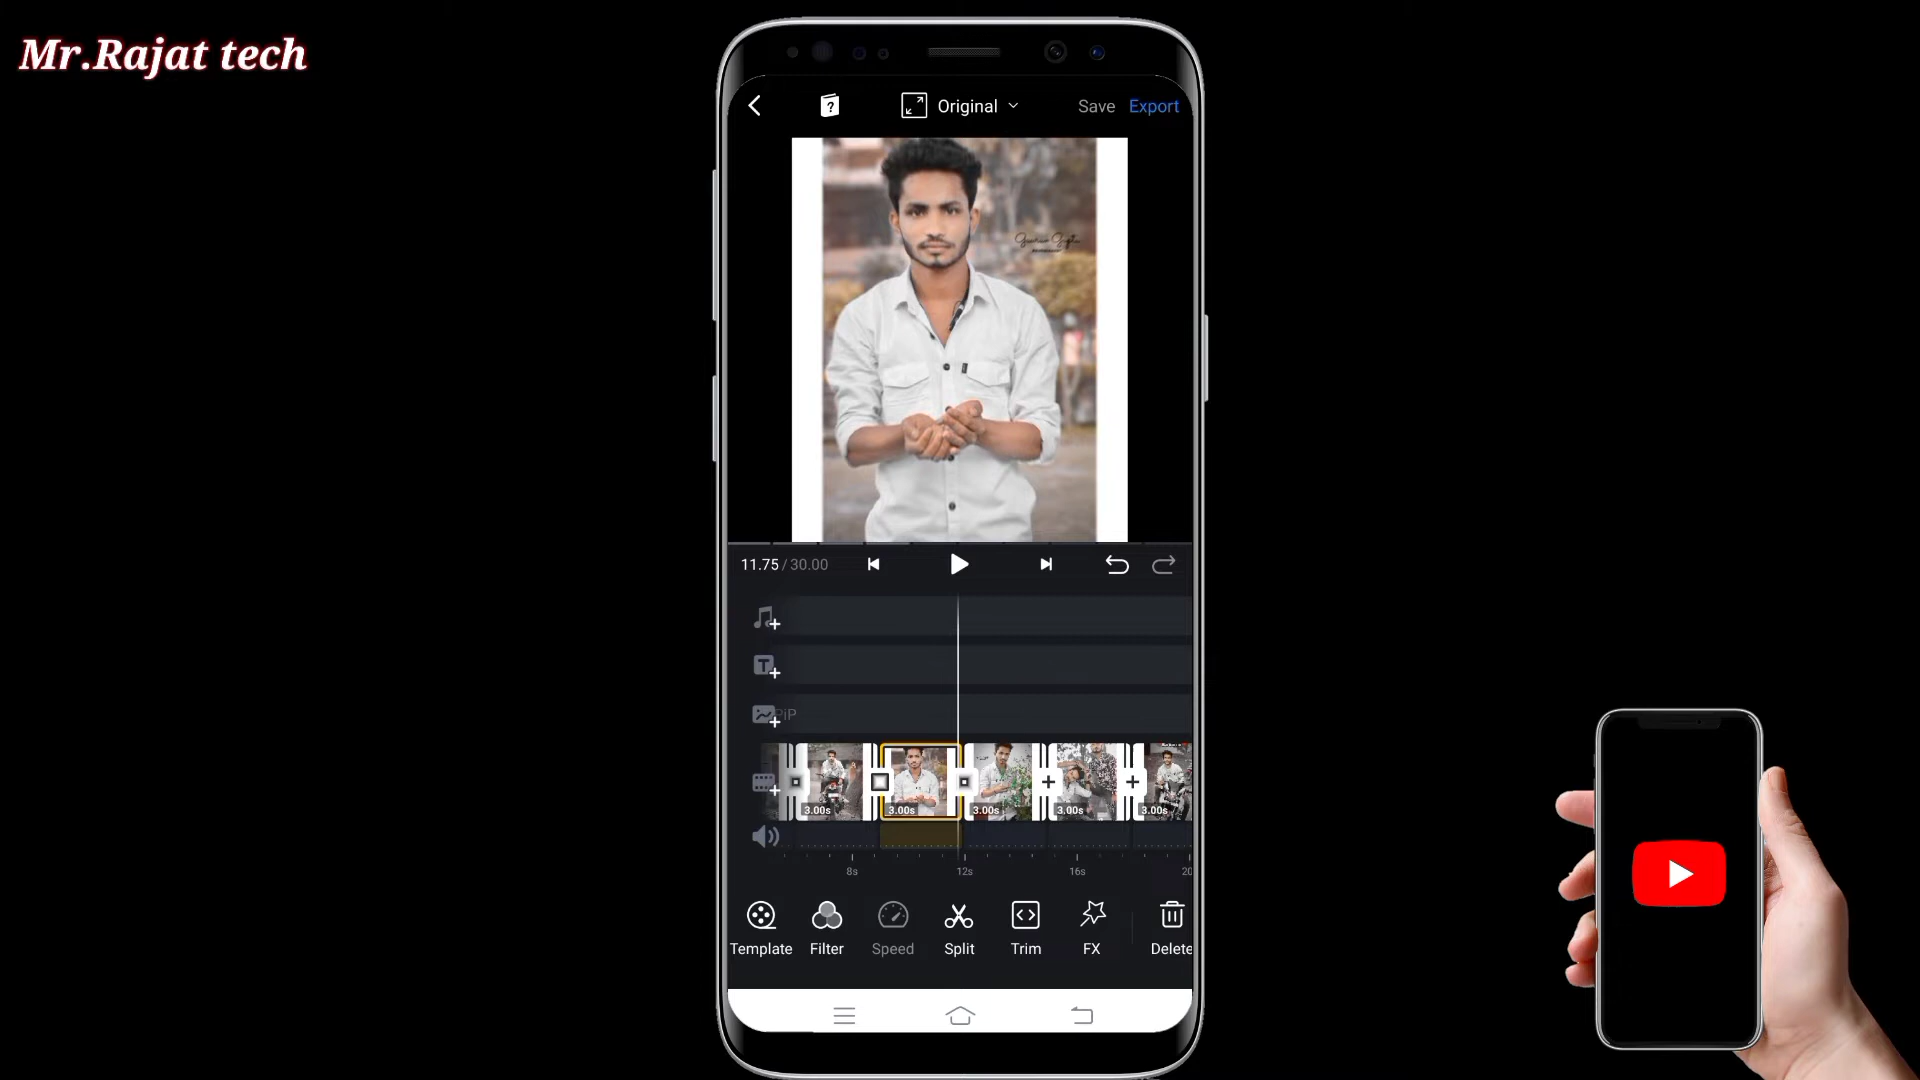 Mr.Rajat tech
Original
Save
Export
11.75 / 30.00
PiP
3.00s
3.00s
3.00s
3.00s
3.00s
8s
12s
16s
20
Template
Filter
Speed
Split
Trim
FX
Delete